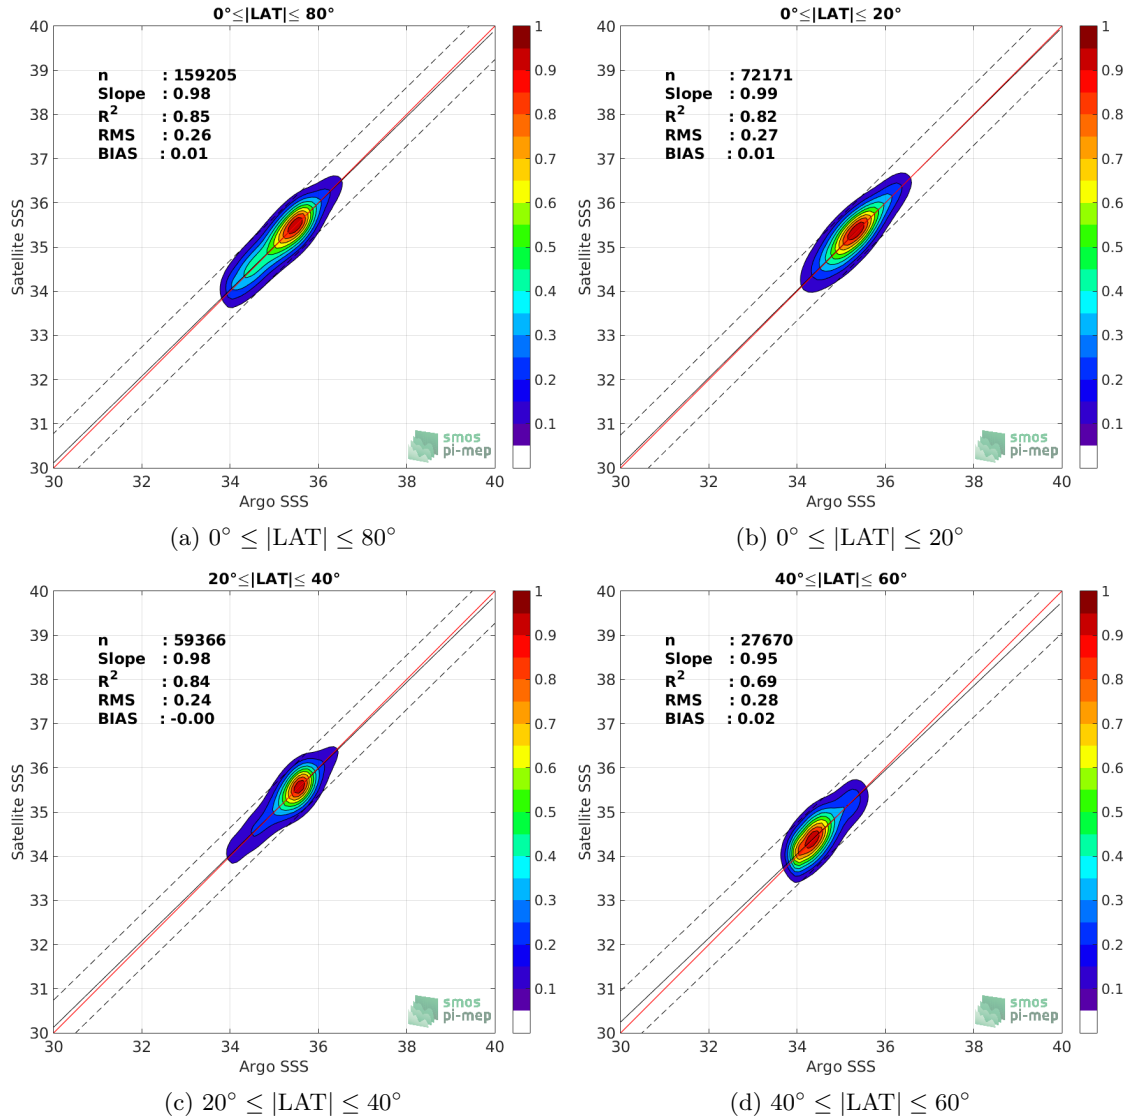 0°≤|LAT|≤ 80°
n : 159205
Slope : 0.98
R2 : 0.85
RMS : 0.26
BIAS : 0.01
40
39
38
37
36
35
34
33
32
31
30
Satellite SSS
30 32 34 36 38 40
Argo SSS
1
0.9
0.8
0.7
0.6
0.5
0.4
0.3
0.2
0.1
smos
pi-mep
(a) 0° ≤ |LAT| ≤ 80°
0°≤|LAT|≤ 20°
n : 72171
Slope : 0.99
R2 : 0.82
RMS : 0.27
BIAS : 0.01
40
39
38
37
36
35
34
33
32
31
30
Satellite SSS
30 32 34 36 38 40
Argo SSS
1
0.9
0.8
0.7
0.6
0.5
0.4
0.3
0.2
0.1
smos
pi-mep
(b) 0° ≤ |LAT| ≤ 20°
20°≤|LAT|≤ 40°
n : 59366
Slope : 0.98
R2 : 0.84
RMS : 0.24
BIAS : -0.00
40
39
38
37
36
35
34
33
32
31
30
Satellite SSS
30 32 34 36 38 40
Argo SSS
1
0.9
0.8
0.7
0.6
0.5
0.4
0.3
0.2
0.1
smos
pi-mep
(c) 20° ≤ |LAT| ≤ 40°
40°≤|LAT|≤ 60°
n : 27670
Slope : 0.95
R2 : 0.69
RMS : 0.28
BIAS : 0.02
40
39
38
37
36
35
34
33
32
31
30
Satellite SSS
30 32 34 36 38 40
Argo SSS
1
0.9
0.8
0.7
0.6
0.5
0.4
0.3
0.2
0.1
smos
pi-mep
(d) 40° ≤ |LAT| ≤ 60°